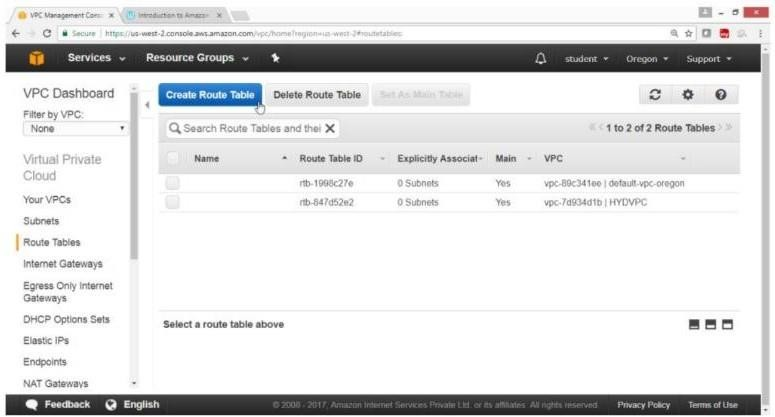 VPC Management Cons
Introduction to Amazon
Secure | https://us-west-2.console.aws.amazon.com/vpc/home?region=us-west-2#routetables:
Services Resource Groups student Oregon Support
VPC Dashboard
Filter by VPC:
None
Virtual Private
Cloud
Your VPCs
Subnets
Route Tables
Internet Gateways
Egress Only Internet
Gateways
DHCP Options Sets
Elastic IPs
Endpoints
NAT Gateways
Create Route Table Delete Route Table Set As Main Table
Search Route Tables and thei X 1 to 2 of 2 Route Tables
Name Route Table ID Explicitly Associat Main VPC
rtb-1998c27e 0 Subnets Yes vpc-89c341ee | default-vpc-oregon
rtb-847d52e2 0 Subnets Yes vpc-7d934d1b | HYDVPC
Select a route table above
Feedback English © 2008 - 2017, Amazon Internet Services Private Ltd. or its affiliates. All rights reserved. Privacy Policy Terms of Use